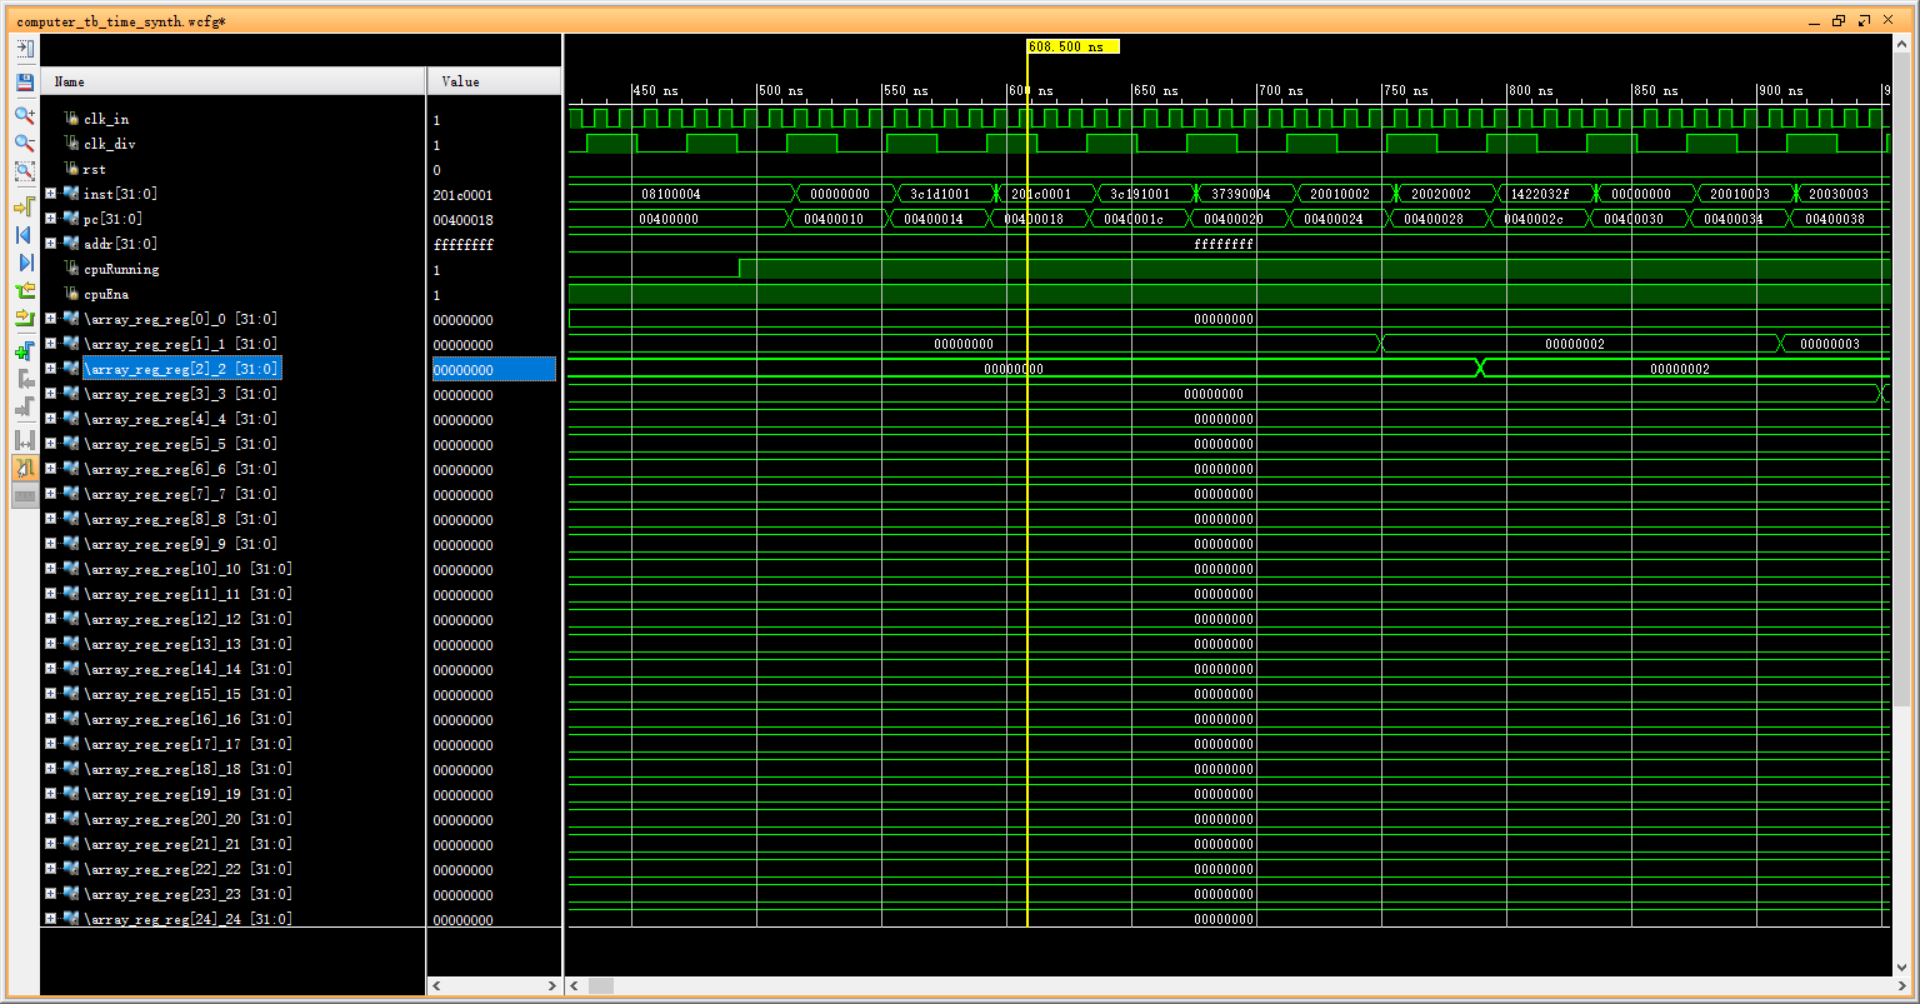 computer_tb_time_synth.wcfg*
608.500 ns
Name Value
450 ns 500 ns 550 ns 600 ns 650 ns 700 ns 750 ns 800 ns 850 ns 900 ns 9
clk_in 1
clk_div 1
rst 0
inst[31:0] 201c0001 08100004 00000000 3c1d1001 201c0001 3c191001 37390004 20010002 20020002 1422032f 00000000 20010003 20030003
pc[31:0] 00400018 00400000 00400010 00400014 00400018 0040001c 00400020 00400024 00400028 0040002c 00400030 00400034 00400038
addr[31:0] ffffffff ffffffff
cpuRunning 1
cpuEna 1
\array_reg_reg[0]_0 [31:0] 00000000 00000000
\array_reg_reg[1]_1 [31:0] 00000000 00000000 00000002 00000003
\array_reg_reg[2]_2 [31:0] 00000000 00000000 00000002
\array_reg_reg[3]_3 [31:0] 00000000 00000000
\array_reg_reg[4]_4 [31:0] 00000000 00000000
\array_reg_reg[5]_5 [31:0] 00000000 00000000
\array_reg_reg[6]_6 [31:0] 00000000 00000000
\array_reg_reg[7]_7 [31:0] 00000000 00000000
\array_reg_reg[8]_8 [31:0] 00000000 00000000
\array_reg_reg[9]_9 [31:0] 00000000 00000000
\array_reg_reg[10]_10 [31:0] 00000000 00000000
\array_reg_reg[11]_11 [31:0] 00000000 00000000
\array_reg_reg[12]_12 [31:0] 00000000 00000000
\array_reg_reg[13]_13 [31:0] 00000000 00000000
\array_reg_reg[14]_14 [31:0] 00000000 00000000
\array_reg_reg[15]_15 [31:0] 00000000 00000000
\array_reg_reg[16]_16 [31:0] 00000000 00000000
\array_reg_reg[17]_17 [31:0] 00000000 00000000
\array_reg_reg[18]_18 [31:0] 00000000 00000000
\array_reg_reg[19]_19 [31:0] 00000000 00000000
\array_reg_reg[20]_20 [31:0] 00000000 00000000
\array_reg_reg[21]_21 [31:0] 00000000 00000000
\array_reg_reg[22]_22 [31:0] 00000000 00000000
\array_reg_reg[23]_23 [31:0] 00000000 00000000
\array_reg_reg[24]_24 [31:0] 00000000 00000000